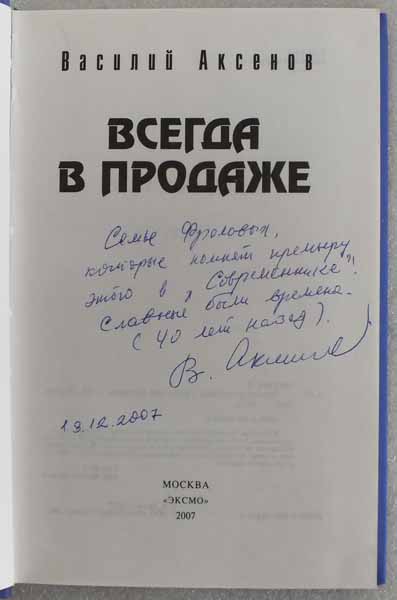 Василий Аксенов
ВСЕГДА
В ПРОДАЖЕ
Семье Фроловых,
которые помнят премьеру
этого в „Современнике".
Славные были времена
(40 лет назад).
В. Аксенов
13.12.2007
МОСКВА
«ЭКСМО»
2007